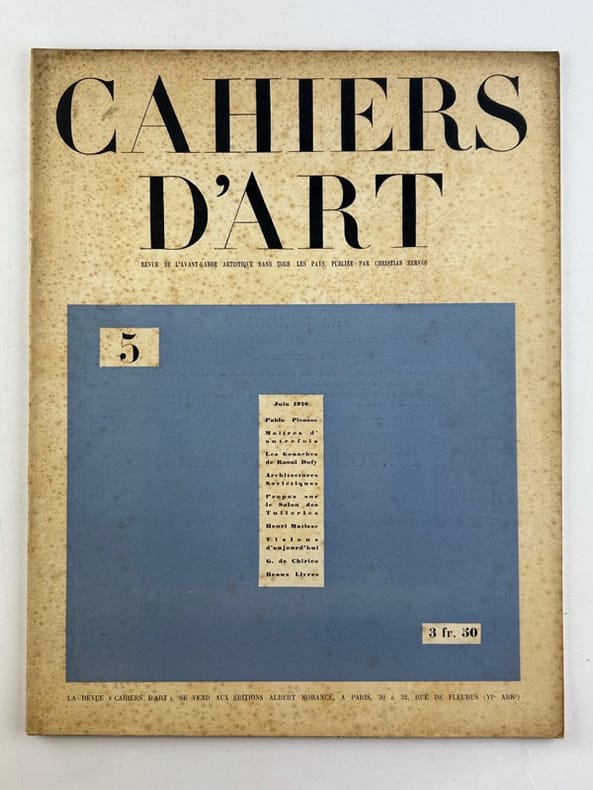 CAHIERS
D'ART
REVUE DE L'AVANT-GARDE ARTISTIQUE DANS TOUS LES PAYS, PUBLIÉE PAR CHRISTIAN ZERVOS
5
Juin 1926
Pablo Picasso
Maîtres d'
autrefois
Les Gouaches
de Raoul Dufy
Architectures
Soviétiques
Propos sur
le Salon des
Tuileries
Henri Matisse
Visions
d'aujourd'hui
G. de Chirico
Beaux Livres
3 fr. 50
LA REVUE « CAHIERS D'ART », SE VEND AUX ÉDITIONS ALBERT MORANCÉ, A PARIS, 30 & 32, RUE DE FLEURUS (VIe ARRt)